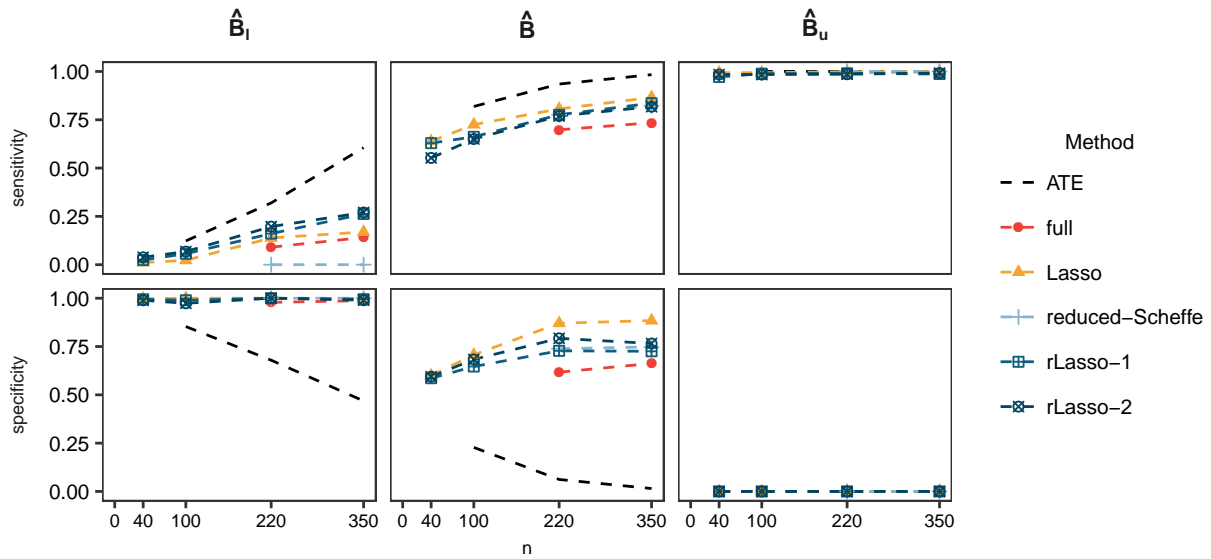 B̂ₗ B̂ B̂ᵤ
1.00
0.75
0.50
0.25
0.00
sensitivity
1.00
0.75
0.50
0.25
0.00
specificity
0 40 100 220 350 0 40 100 220 350 0 40 100 220 350
n
Method
ATE
full
Lasso
reduced−Scheffe
rLasso−1
rLasso−2